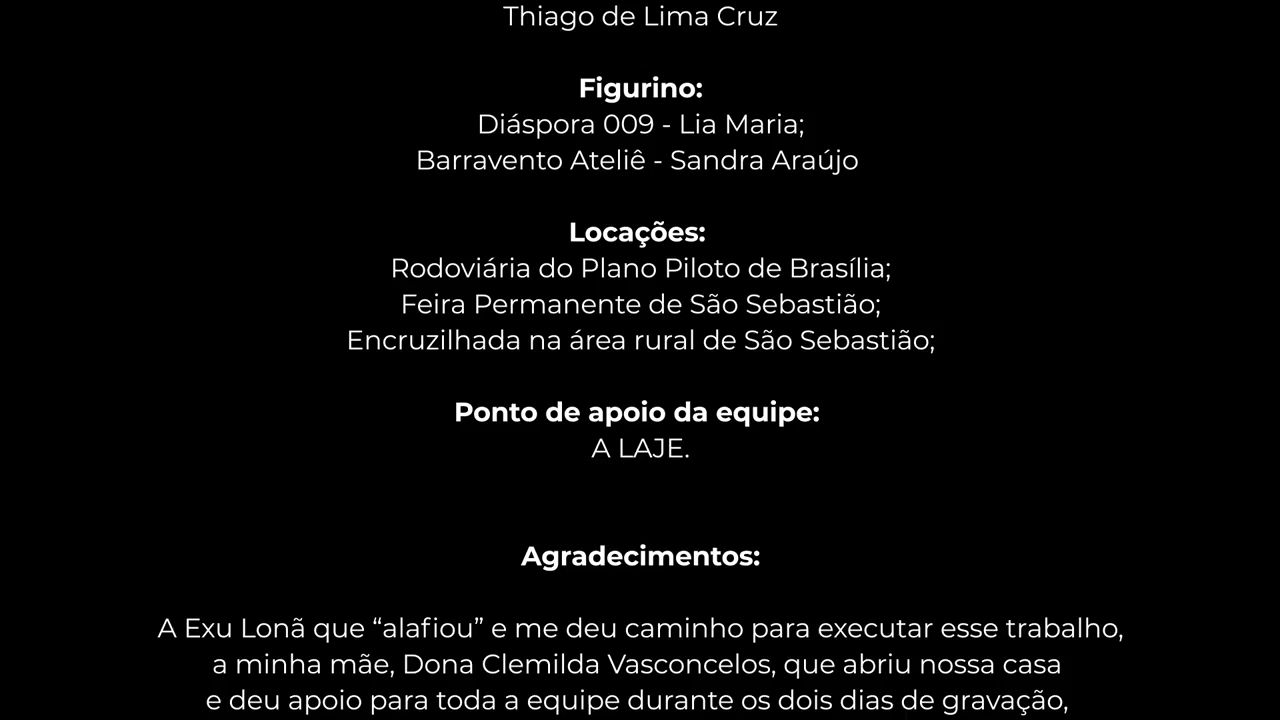 Thiago de Lima Cruz
Figurino:
Diáspora 009 - Lia Maria;
Barravento Ateliê - Sandra Araújo
Locações:
Rodoviária do Plano Piloto de Brasília;
Feira Permanente de São Sebastião;
Encruzilhada na área rural de São Sebastião;
Ponto de apoio da equipe:
A LAJE.
Agradecimentos:
A Exu Lonã que “alafiou” e me deu caminho para executar esse trabalho,
a minha mãe, Dona Clemilda Vasconcelos, que abriu nossa casa
e deu apoio para toda a equipe durante os dois dias de gravação,